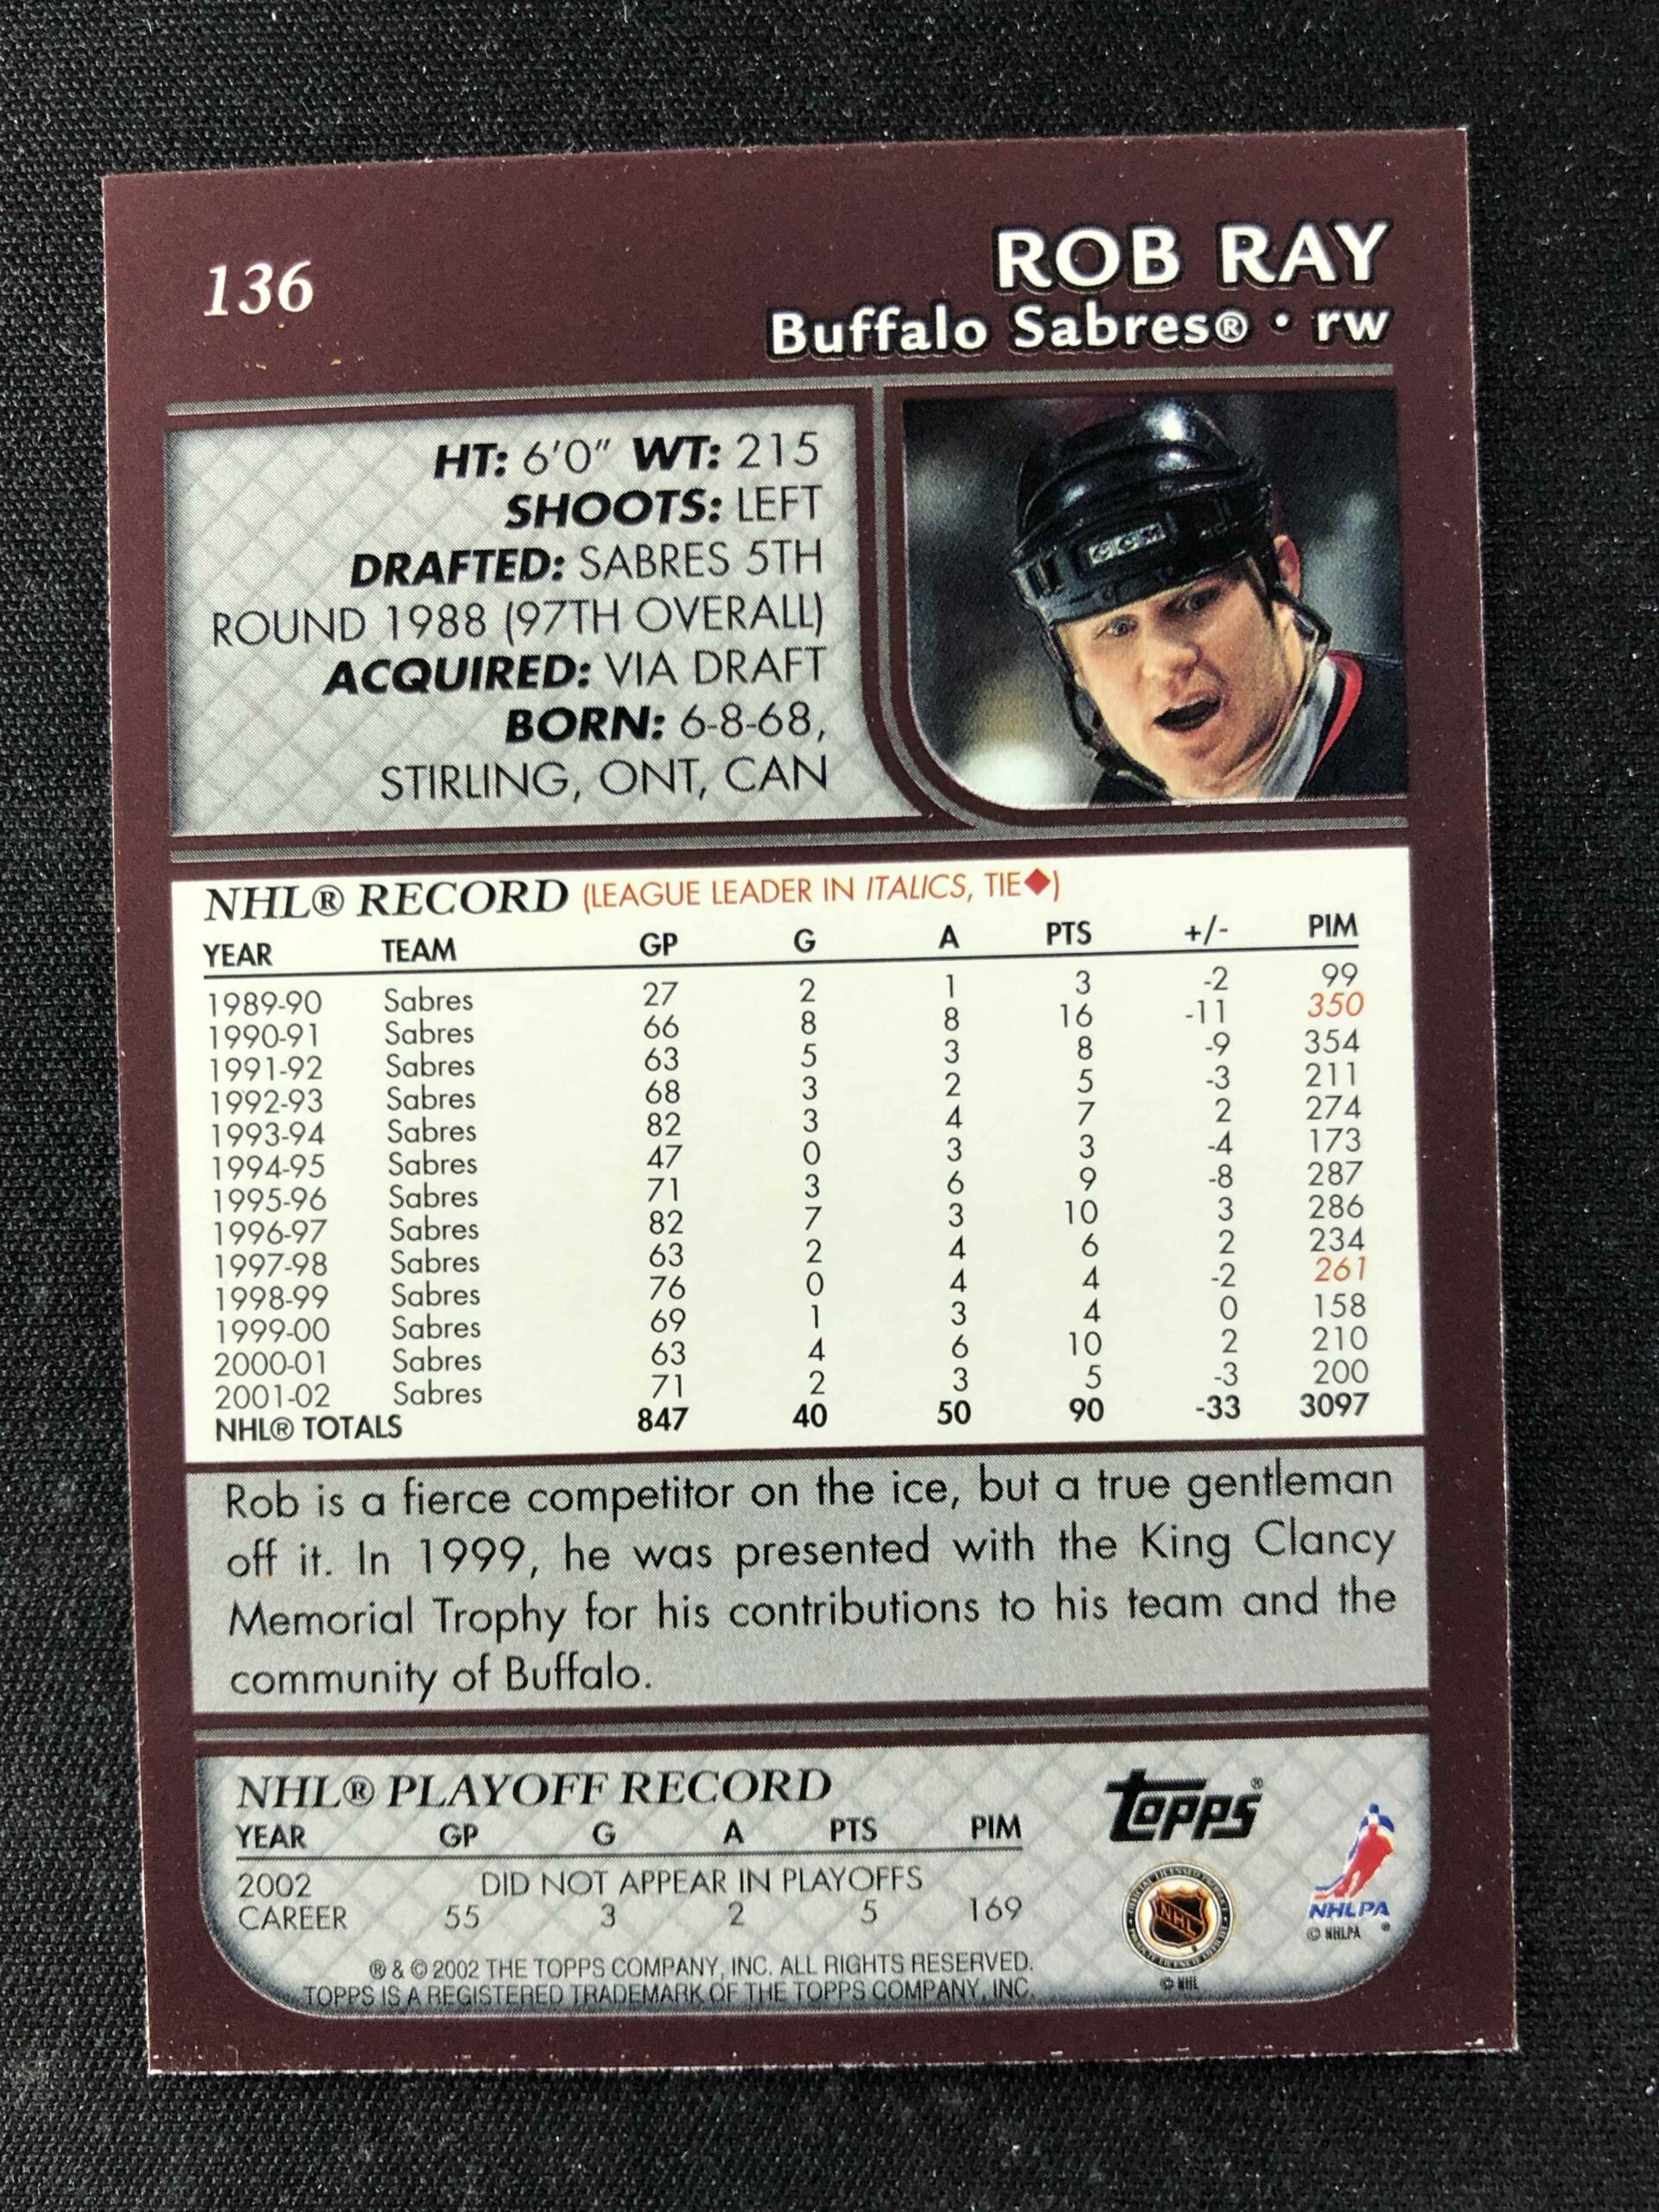 136
ROB RAY
Buffalo Sabres® • rw
HT: 6'0" WT: 215
SHOOTS: LEFT
DRAFTED: SABRES 5TH
ROUND 1988 (97TH OVERALL)
ACQUIRED: VIA DRAFT
BORN: 6-8-68,
STIRLING, ONT, CAN
CCM
NHL® RECORD (LEAGUE LEADER IN ITALICS, TIE♦)
YEAR TEAM GP G A PTS +/- PIM
1989-90 Sabres 27 2 1 3 -2 99
1990-91 Sabres 66 8 8 16 -11 350
1991-92 Sabres 63 5 3 8 -9 354
1992-93 Sabres 68 3 2 5 -3 211
1993-94 Sabres 82 3 4 7 2 274
1994-95 Sabres 47 0 3 3 -4 173
1995-96 Sabres 71 3 6 9 -8 287
1996-97 Sabres 82 7 3 10 3 286
1997-98 Sabres 63 2 4 6 2 234
1998-99 Sabres 76 0 4 4 -2 261
1999-00 Sabres 69 1 3 4 0 158
2000-01 Sabres 63 4 6 10 2 210
2001-02 Sabres 71 2 3 5 -3 200
NHL® TOTALS 847 40 50 90 -33 3097
Rob is a fierce competitor on the ice, but a true gentleman
off it. In 1999, he was presented with the King Clancy
Memorial Trophy for his contributions to his team and the
community of Buffalo.
NHL® PLAYOFF RECORD
YEAR GP G A PTS PIM
2002 DID NOT APPEAR IN PLAYOFFS
CAREER 55 3 2 5 169
® & © 2002 THE TOPPS COMPANY, INC. ALL RIGHTS RESERVED.
TOPPS IS A REGISTERED TRADEMARK OF THE TOPPS COMPANY, INC.
Topps®
NHL
© NHL
NHLPA
© NHLPA ®